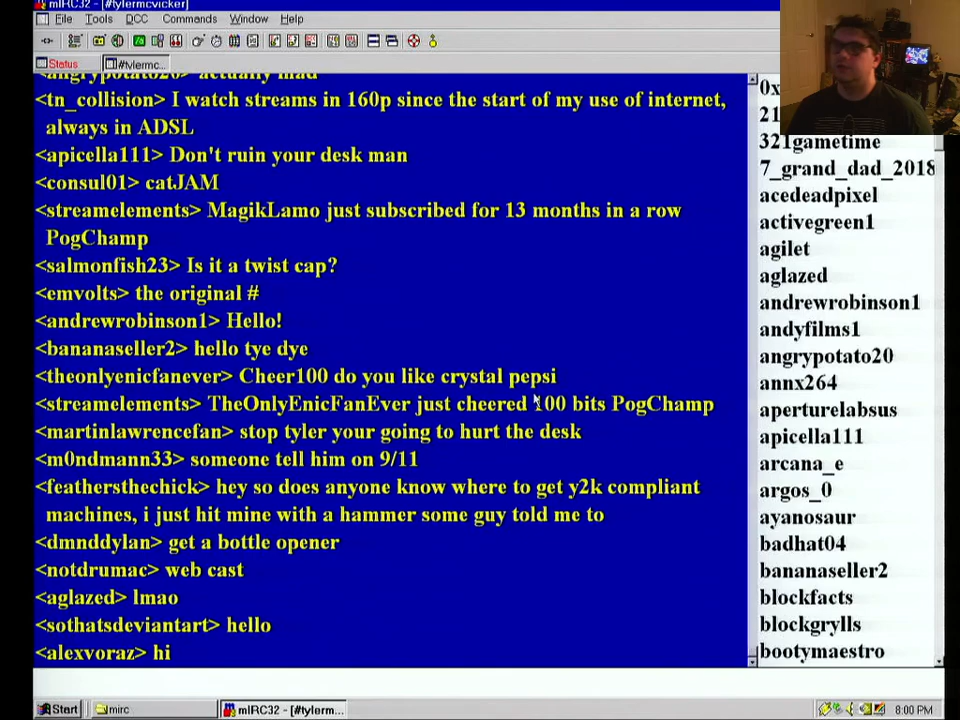 mIRC32 - [#tylermcvicker]
File Tools DCC Commands Window Help
Status #tylermc...
<angrypotato20> actually mad
<tn_collision> I watch streams in 160p since the start of my use of internet,
always in ADSL
<apicella111> Don't ruin your desk man
<consul01> catJAM
<streamelements> MagikLamo just subscribed for 13 months in a row
PogChamp
<salmonfish23> Is it a twist cap?
<emvolts> the original #
<andrewrobinson1> Hello!
<bananaseller2> hello tye dye
<theonlyenicfanever> Cheer100 do you like crystal pepsi
<streamelements> TheOnlyEnicFanEver just cheered 100 bits PogChamp
<martinlawrencefan> stop tyler your going to hurt the desk
<m0ndmann33> someone tell him on 9/11
<feathersthechick> hey so does anyone know where to get y2k compliant
machines, i just hit mine with a hammer some guy told me to
<dmnddylan> get a bottle opener
<notdrumac> web cast
<aglazed> lmao
<sothatsdeviantart> hello
<alexvoraz> hi
0x
21
321gametime
7_grand_dad_2018
acedeadpixel
activegreen1
agilet
aglazed
andrewrobinson1
andyfilms1
angrypotato20
annx264
aperturelabsus
apicella111
arcana_e
argos_0
ayanosaur
badhat04
bananaseller2
blockfacts
blockgrylls
bootymaestro
Start mirc mIRC32 - [#tylerm... 8:00 PM